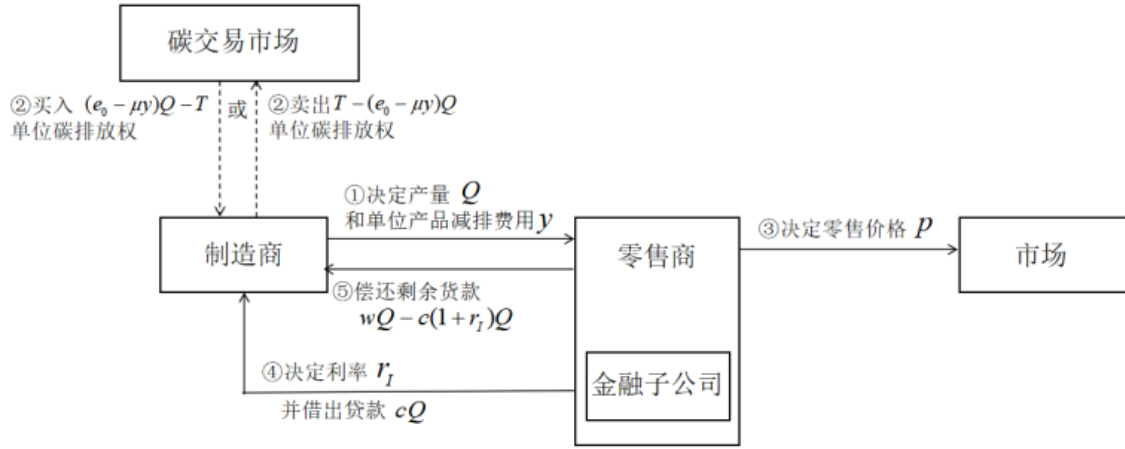 碳交易市场
②买入 (e₀ − μy)Q − T
单位碳排放权
或
②卖出T − (e₀ − μy)Q
单位碳排放权
①决定产量 Q
和单位产品减排费用y
制造商
零售商
③决定零售价格 p
市场
⑤偿还剩余货款
wQ − c(1 + r_I)Q
④决定利率 r_I
并借出贷款 cQ
金融子公司